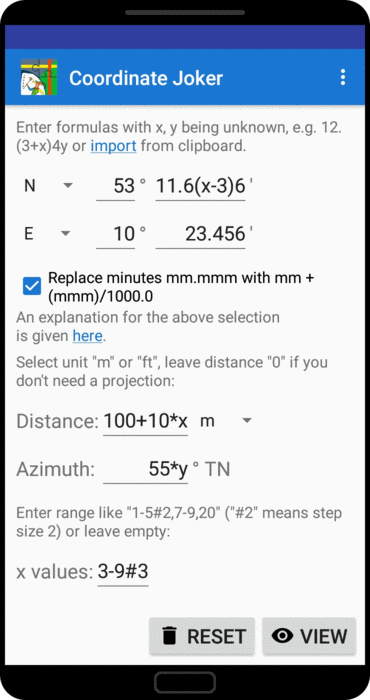 Coordinate Joker
Enter formulas with x, y being unknown, e.g. 12.
(3+x)4y or import from clipboard.
N 53 ° 11.6(x-3)6 '
E 10 ° 23.456 '
Replace minutes mm.mmm with mm +
(mmm)/1000.0
An explanation for the above selection
is given here.
Select unit "m" or "ft", leave distance "0" if you
don't need a projection:
Distance: 100+10*x m
Azimuth: 55*y ° TN
Enter range like "1-5#2,7-9,20" ("#2" means step
size 2) or leave empty:
x values: 3-9#3
RESET VIEW